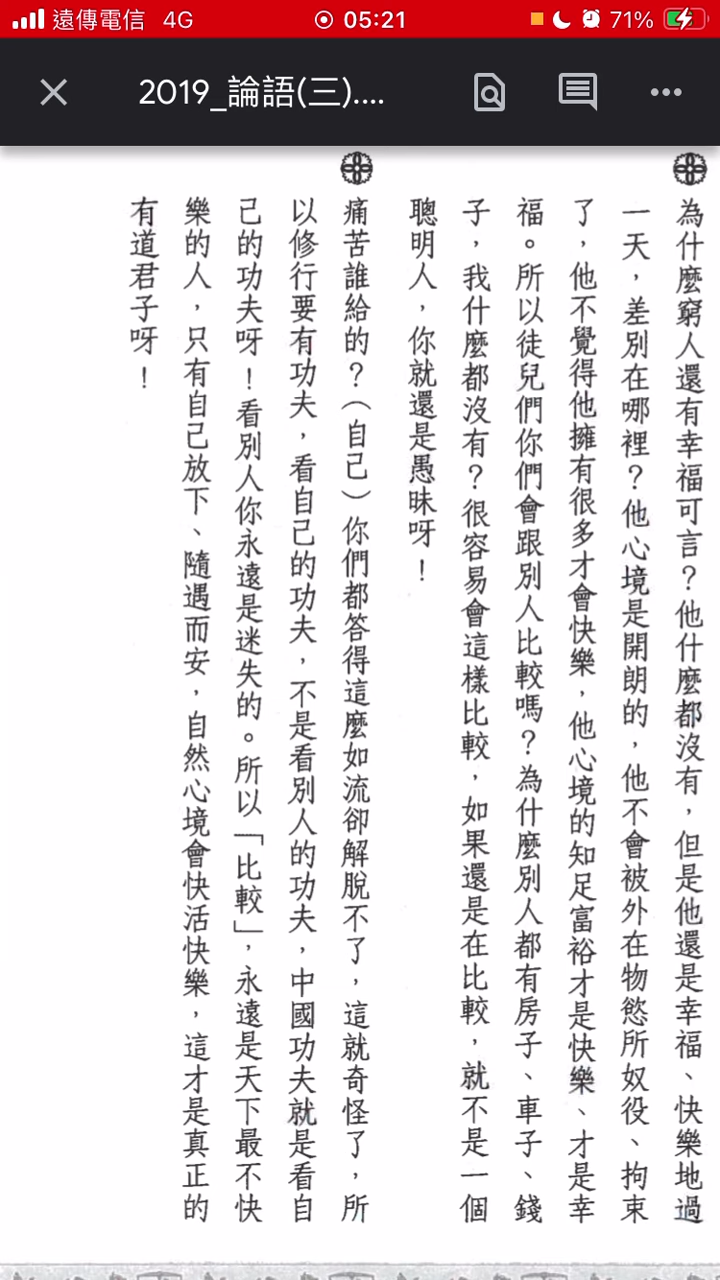 遠傳電信 4G 05:21 71%
2019_論語(三)....
為什麼窮人還有幸福可言？他什麼都沒有，但是他還是幸福、快樂地過
一天，差別在哪裡？他心境是開朗的，他不會被外在物慾所奴役、拘束
了，他不覺得他擁有很多才會快樂，他心境的知足富裕才是快樂、才是幸
福。所以徒兒們你們會跟別人比較嗎？為什麼別人都有房子、車子、錢
子，我什麼都沒有？很容易會這樣比較，如果還是在比較，就不是一個
聰明人，你就還是愚昧呀！
痛苦誰給的？（自己）你們都答得這麼如流卻解脫不了，這就奇怪了，所
以修行要有功夫，看自己的功夫，不是看別人的功夫，中國功夫就是看自
己的功夫呀！看別人你永遠是迷失的。所以「比較」，永遠是天下最不快
樂的人，只有自己放下、隨遇而安，自然心境會快活快樂，這才是真正的
有道君子呀！